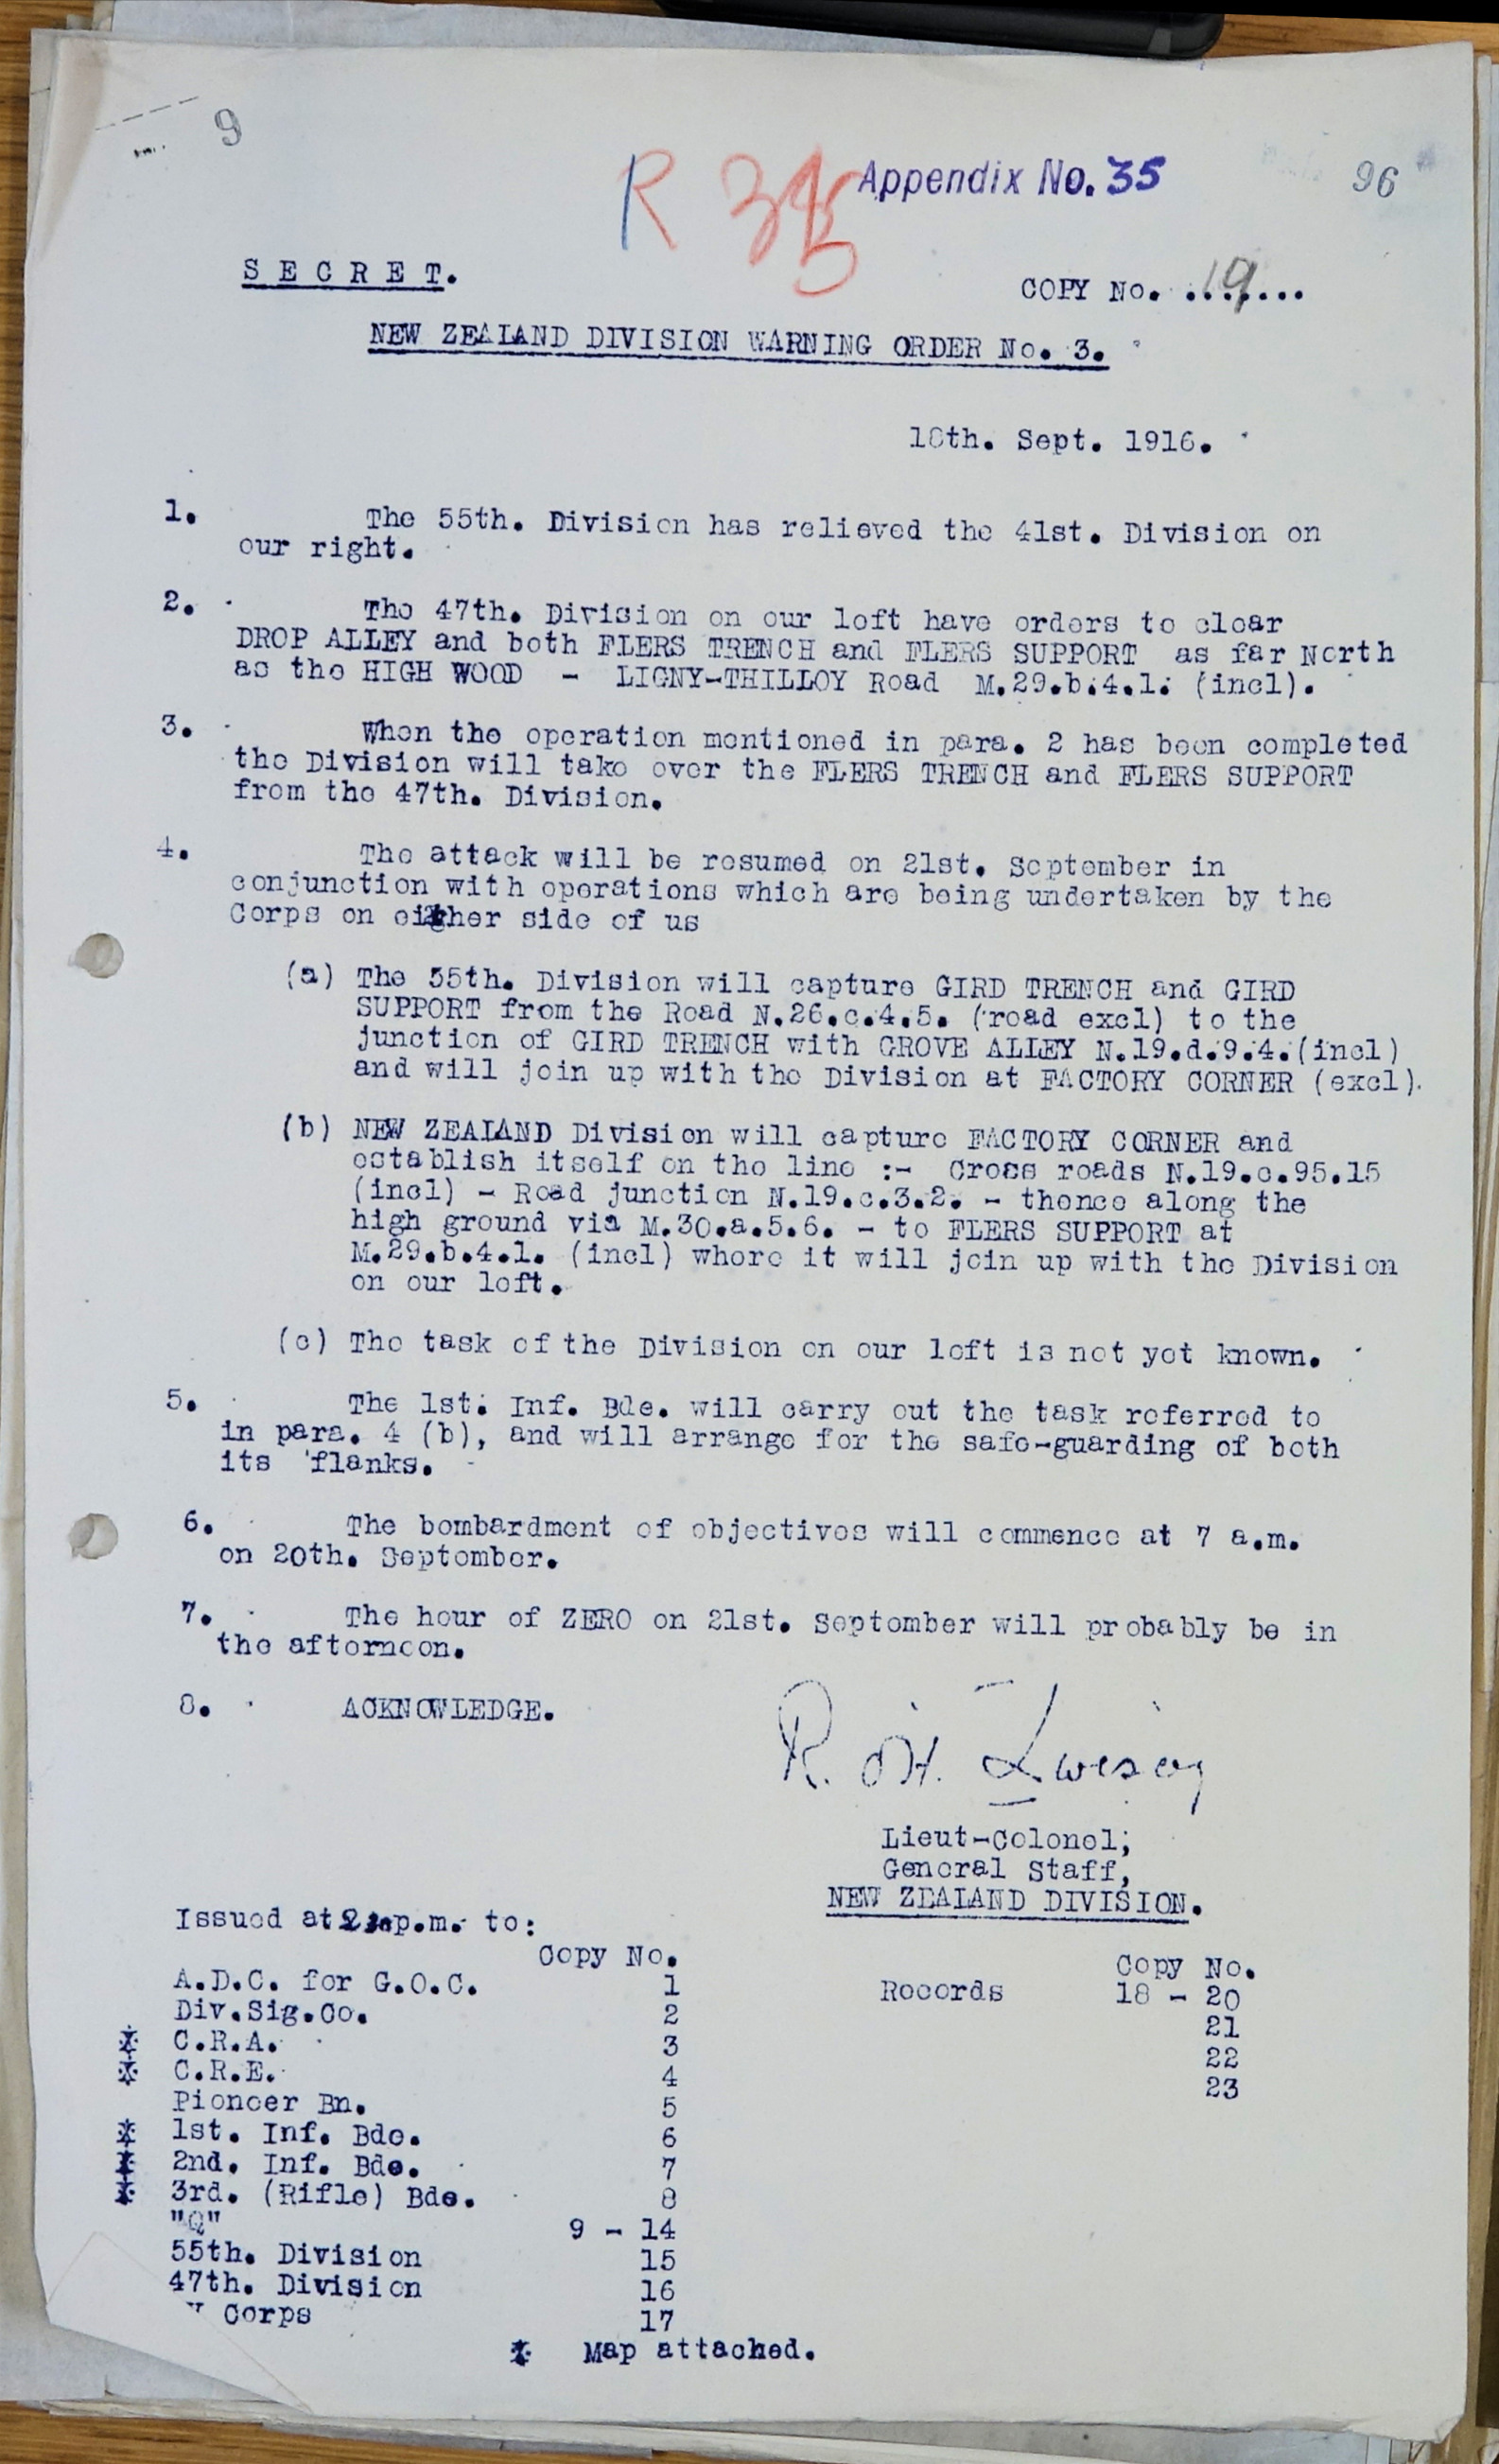 9
R 35 Appendix No. 35 96
S E C R E T.
COPY No. ...19....
NEW ZEALAND DIVISION WARNING ORDER No. 3.
18th. Sept. 1916.
1. The 55th. Division has relieved the 41st. Division on
our right.
2. The 47th. Division on our left have orders to clear
DROP ALLEY and both FLERS TRENCH and FLERS SUPPORT as far North
as the HIGH WOOD - LIGNY-THILLOY Road M.29.b.4.1. (incl).
3. When the operation mentioned in para. 2 has been completed
the Division will take over the FLERS TRENCH and FLERS SUPPORT
from the 47th. Division.
4. The attack will be resumed on 21st. September in
conjunction with operations which are being undertaken by the
Corps on either side of us
(a) The 55th. Division will capture GIRD TRENCH and GIRD
SUPPORT from the Road N.26.c.4.5. (road excl) to the
junction of GIRD TRENCH with GROVE ALLEY N.19.d.9.4.(incl)
and will join up with the Division at FACTORY CORNER (excl).
(b) NEW ZEALAND Division will capture FACTORY CORNER and
establish itself on the line :- Cross roads N.19.c.95.15
(incl) - Road junction N.19.c.3.2. - thence along the
high ground via M.30.a.5.6. - to FLERS SUPPORT at
M.29.b.4.1. (incl) where it will join up with the Division
on our left.
(c) The task of the Division on our left is not yet known.
5. The 1st. Inf. Bde. will carry out the task referred to
in para. 4 (b), and will arrange for the safe-guarding of both
its flanks.
6. The bombardment of objectives will commence at 7 a.m.
on 20th. September.
7. The hour of ZERO on 21st. September will probably be in
the afternoon.
8. ACKNOWLEDGE.
Lieut-Colonel;
General Staff,
NEW ZEALAND DIVISION.
Issued at p.m. to:
Copy No.
A.D.C. for G.O.C. 1
Div.Sig.Co. 2
* C.R.A. 3
* C.R.E. 4
Pioneer Bn. 5
* 1st. Inf. Bde. 6
* 2nd. Inf. Bde. 7
* 3rd. (Rifle) Bde. 8
"Q" 9 - 14
55th. Division 15
47th. Division 16
Corps 17
Copy No.
Records 18 - 20
21
22
23
* Map attached.